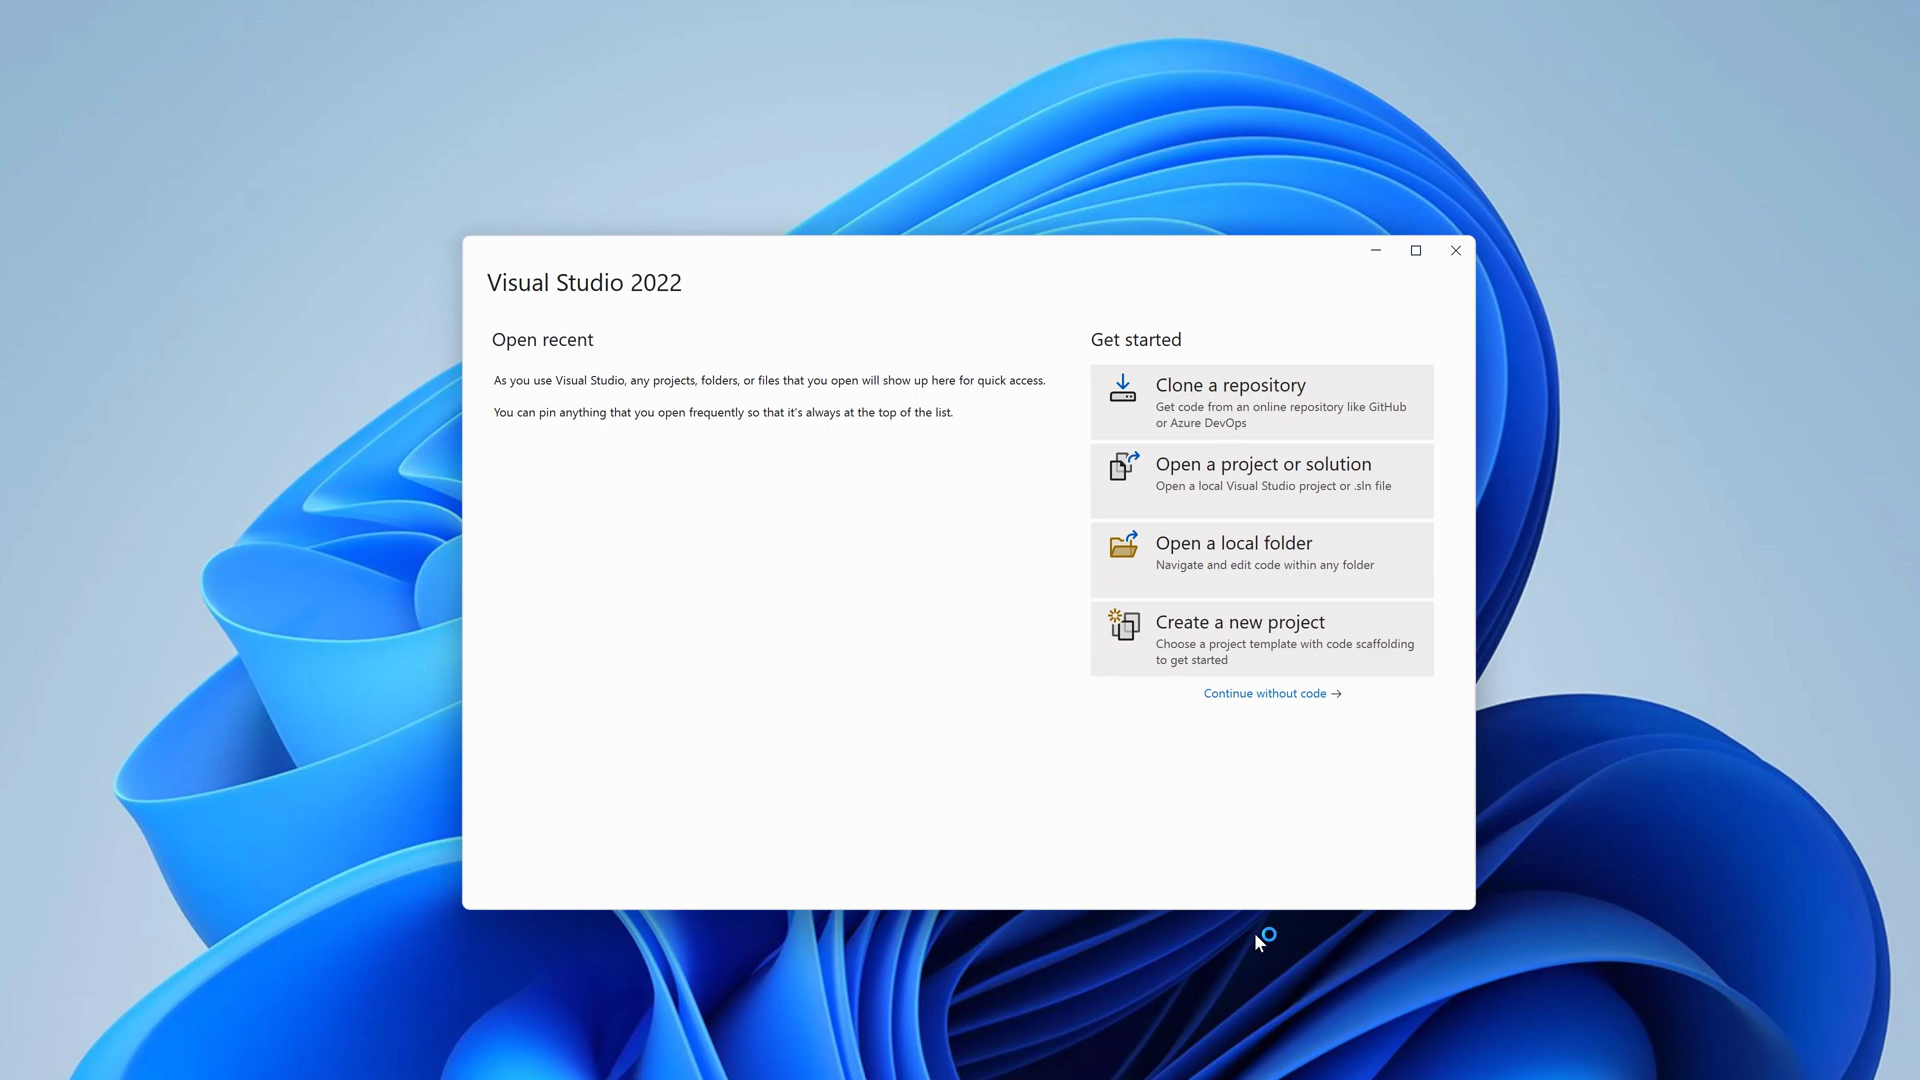 Visual Studio 2022
Open recent
As you use Visual Studio, any projects, folders, or files that you open will show up here for quick access.
You can pin anything that you open frequently so that it's always at the top of the list.
Get started
Clone a repository
Get code from an online repository like GitHub
or Azure DevOps
Open a project or solution
Open a local Visual Studio project or .sln file
Open a local folder
Navigate and edit code within any folder
Create a new project
Choose a project template with code scaffolding
to get started
Continue without code →